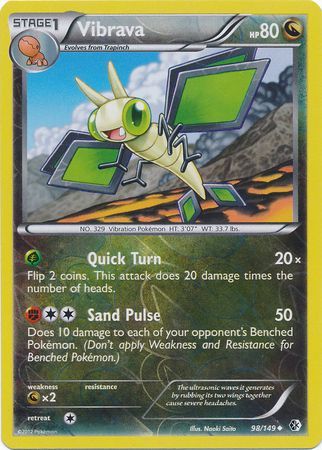 STAGE1
Vibrava
HP80
Evolves from Trapinch
NO. 329 Vibration Pokémon HT: 3'07" WT: 33.7 lbs.
Quick Turn 20×
Flip 2 coins. This attack does 20 damage times the
number of heads.
Sand Pulse 50
Does 10 damage to each of your opponent's Benched
Pokémon. (Don't apply Weakness and Resistance for
Benched Pokémon.)
weakness
resistance
×2
The ultrasonic waves it generates
by rubbing its two wings together
cause severe headaches.
retreat
©2012 Pokémon
Illus. Naoki Saito
98/149